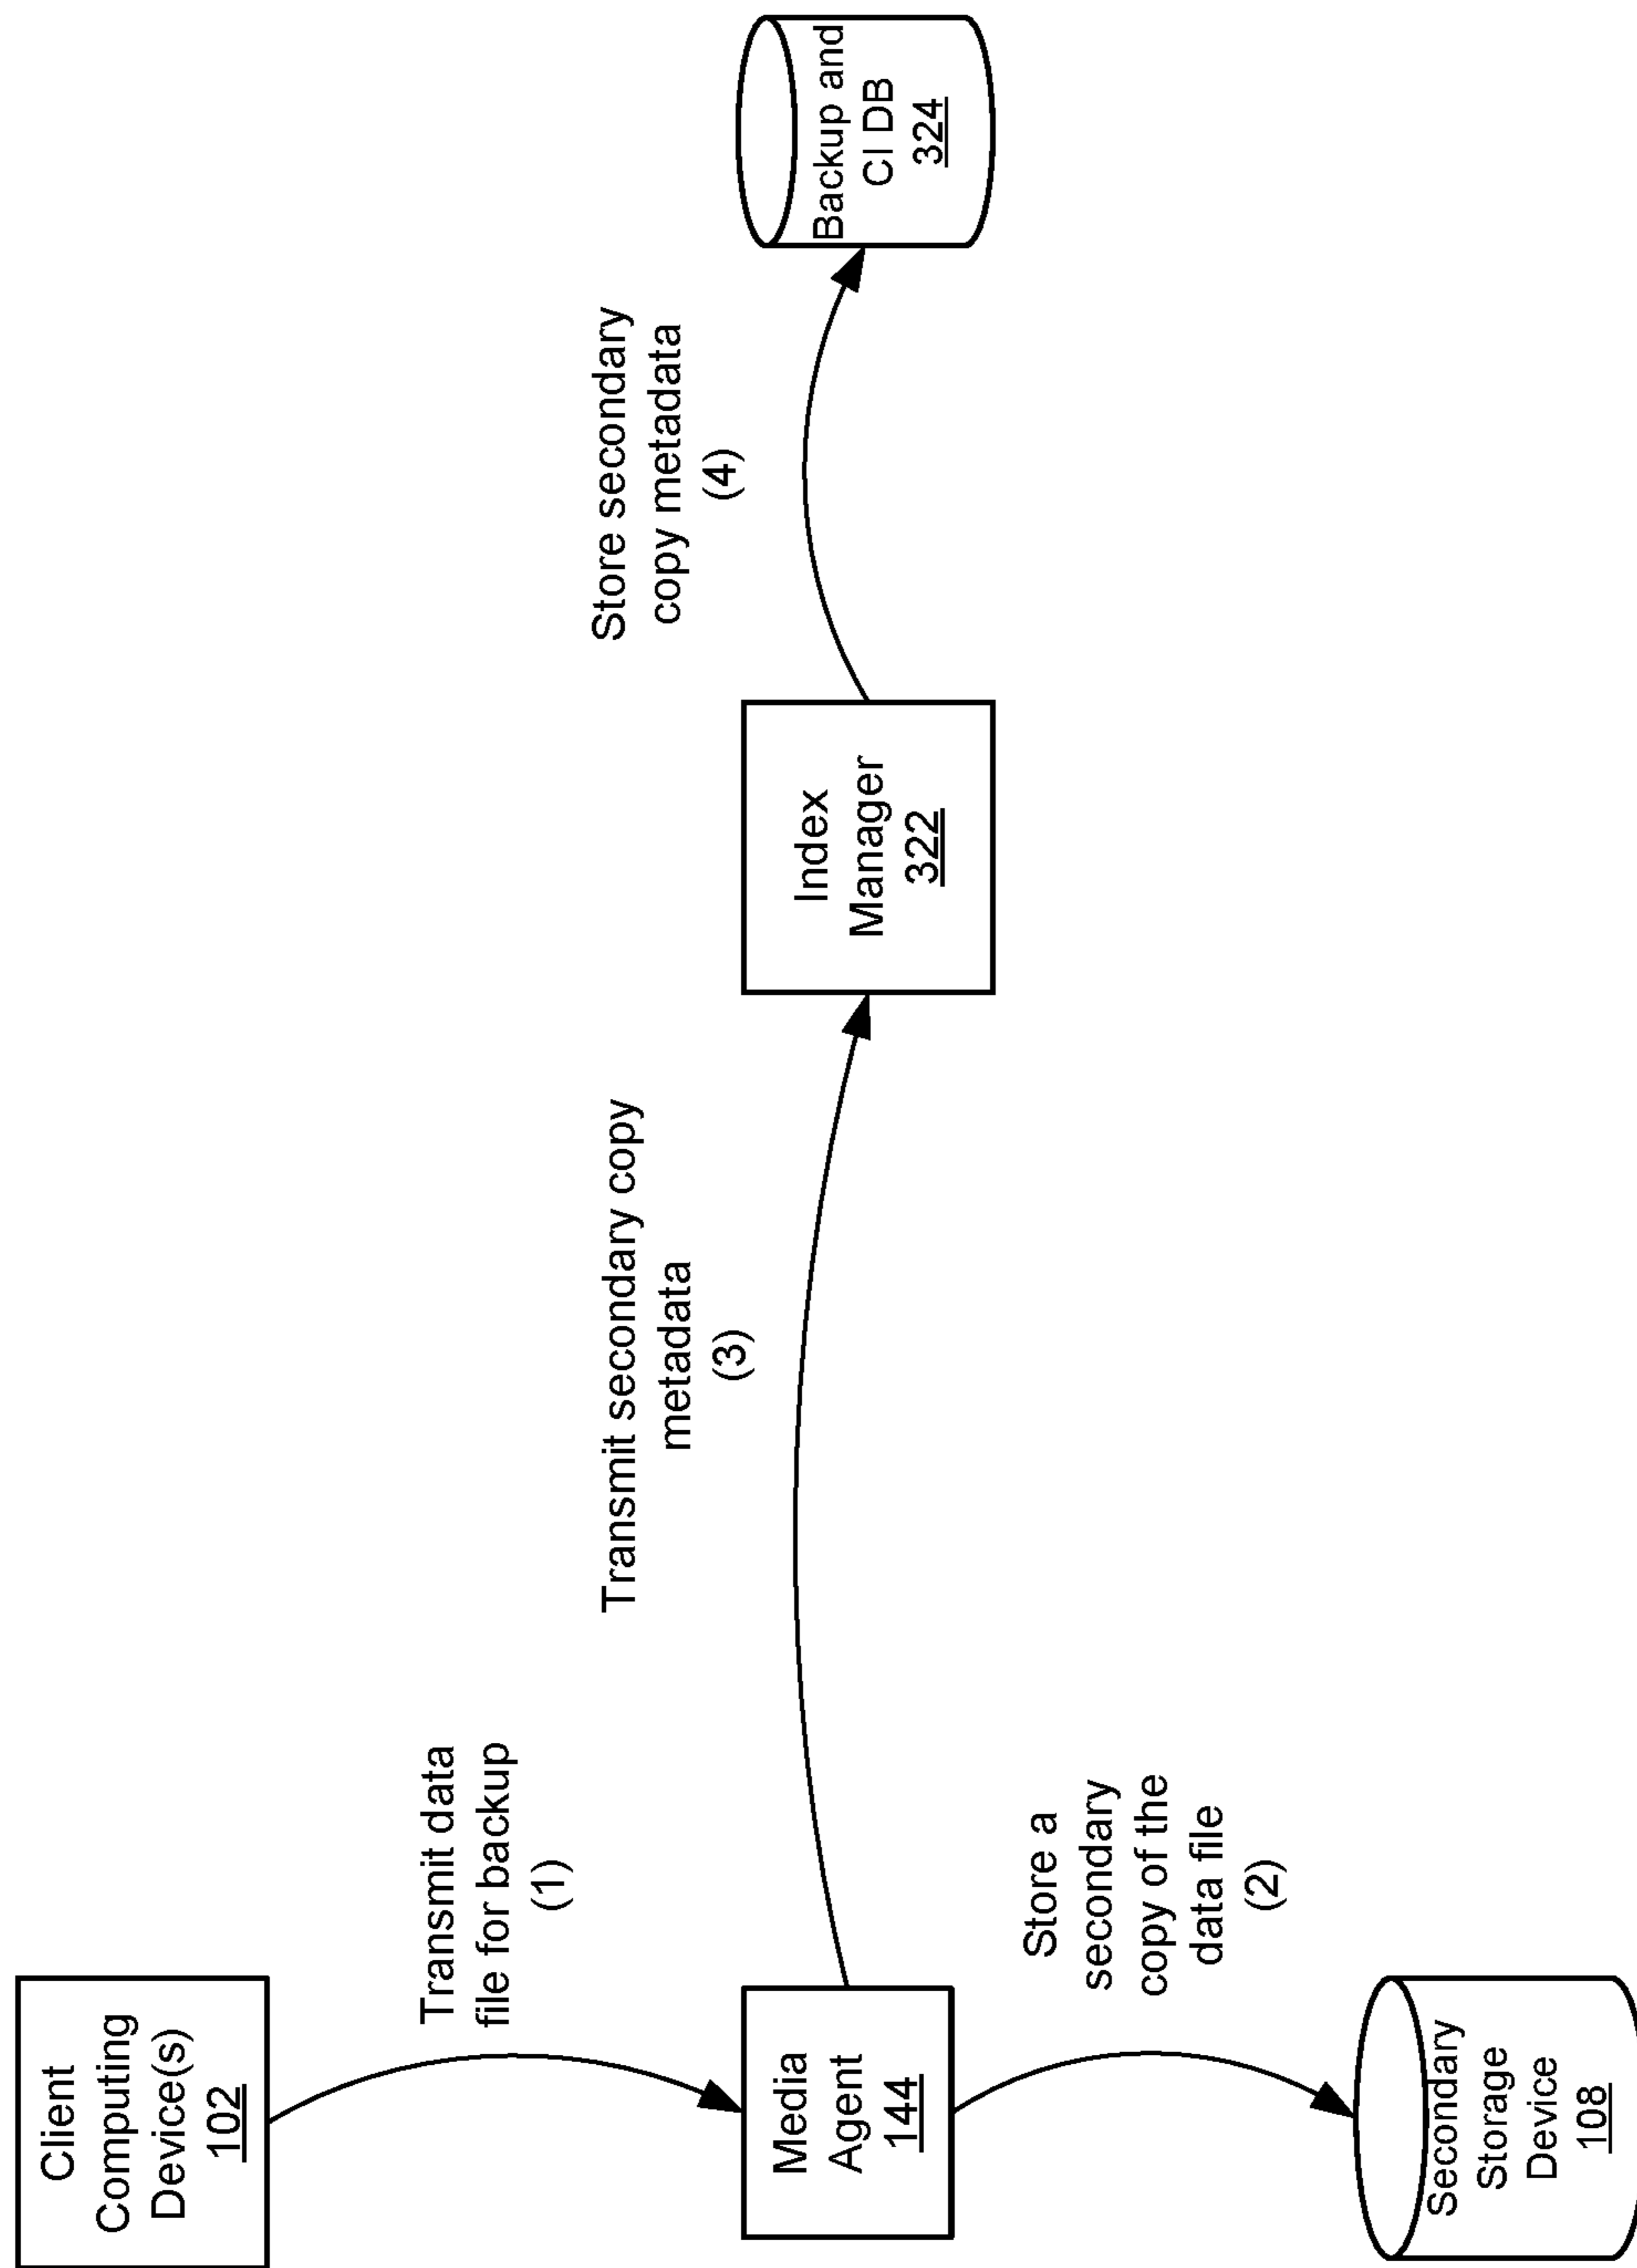 Client
Computing
Device(s)
102
Transmit data
file for backup
(1)
Media
Agent
144
Store a
secondary
copy of the
data file
(2)
Secondary
Storage
Device
108
Transmit secondary copy
metadata
(3)
Index
Manager
322
Store secondary
copy metadata
(4)
Backup and
CI DB
324